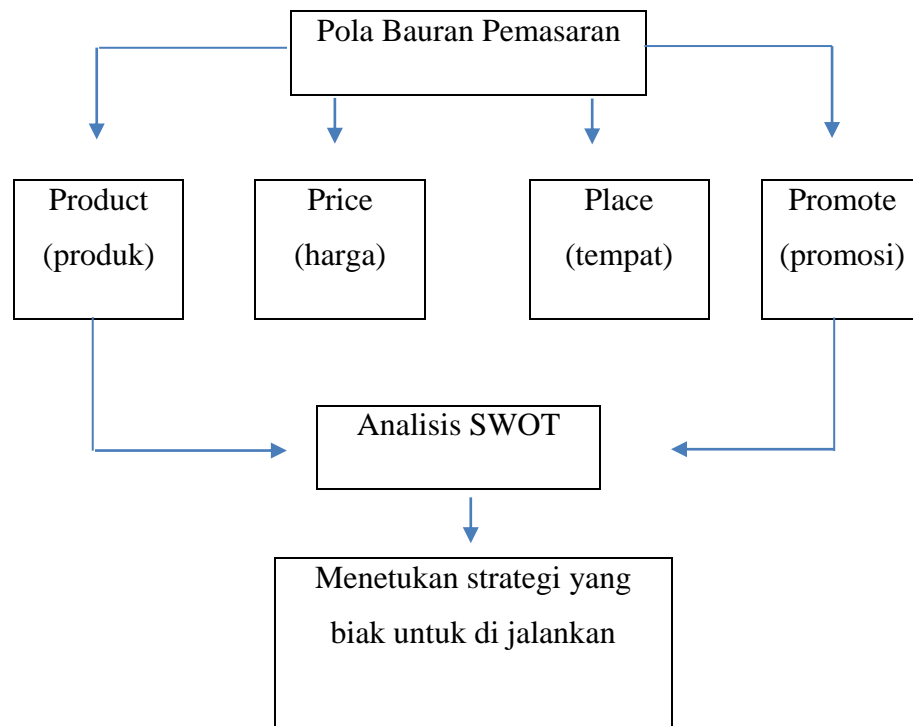 Pola Bauran Pemasaran
Product
(produk)
Price
(harga)
Place
(tempat)
Promote
(promosi)
Analisis SWOT
Menetukan strategi yang
biak untuk di jalankan